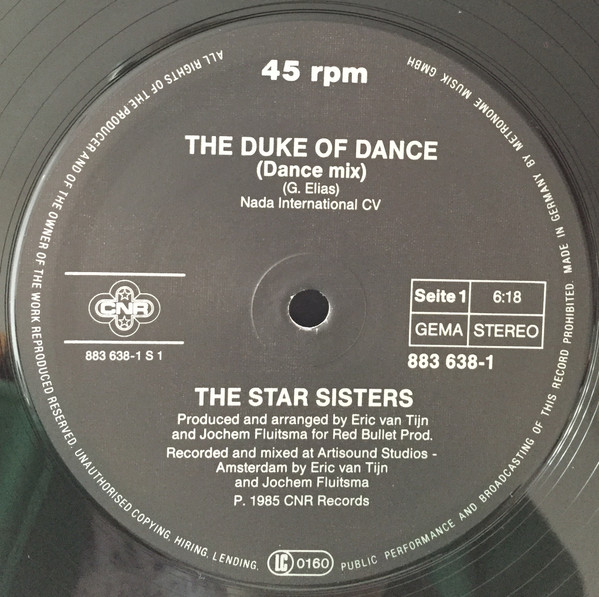 45 rpm
THE DUKE OF DANCE
(Dance mix)
(G. Elias)
Nada International CV
CNR
883 638-1 S 1
Seite 1 6:18
GEMA STEREO
883 638-1
THE STAR SISTERS
Produced and arranged by Eric van Tijn
and Jochem Fluitsma for Red Bullet Prod.
Recorded and mixed at Artisound Studios -
Amsterdam by Eric van Tijn
and Jochem Fluitsma
P. 1985 CNR Records
LC 0160
ALL RIGHTS OF THE PRODUCER AND OF THE OWNER OF THE WORK REPRODUCED RESERVED. UNAUTHORISED COPYING, HIRING, LENDING, PUBLIC PERFORMANCE AND BROADCASTING OF THIS RECORD PROHIBITED. MADE IN GERMANY BY METRONOME MUSIK GMBH